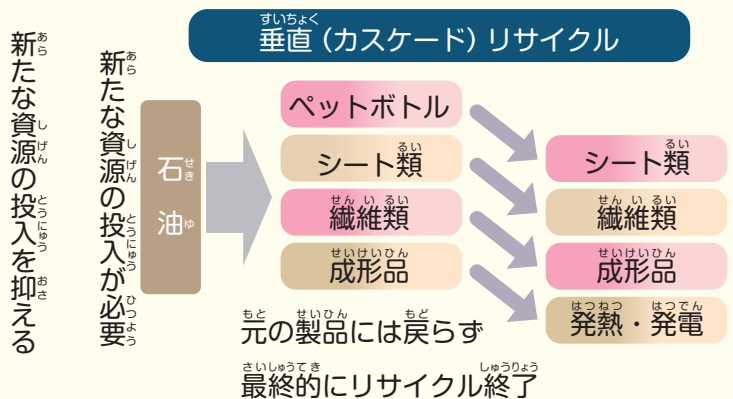 垂直(カスケード)リサイクル
新たな資源の投入を抑える
新たな資源の投入が必要
石油
ペットボトル
シート類
繊維類
成形品
シート類
繊維類
成形品
発熱・発電
元の製品には戻らず
最終的にリサイクル終了